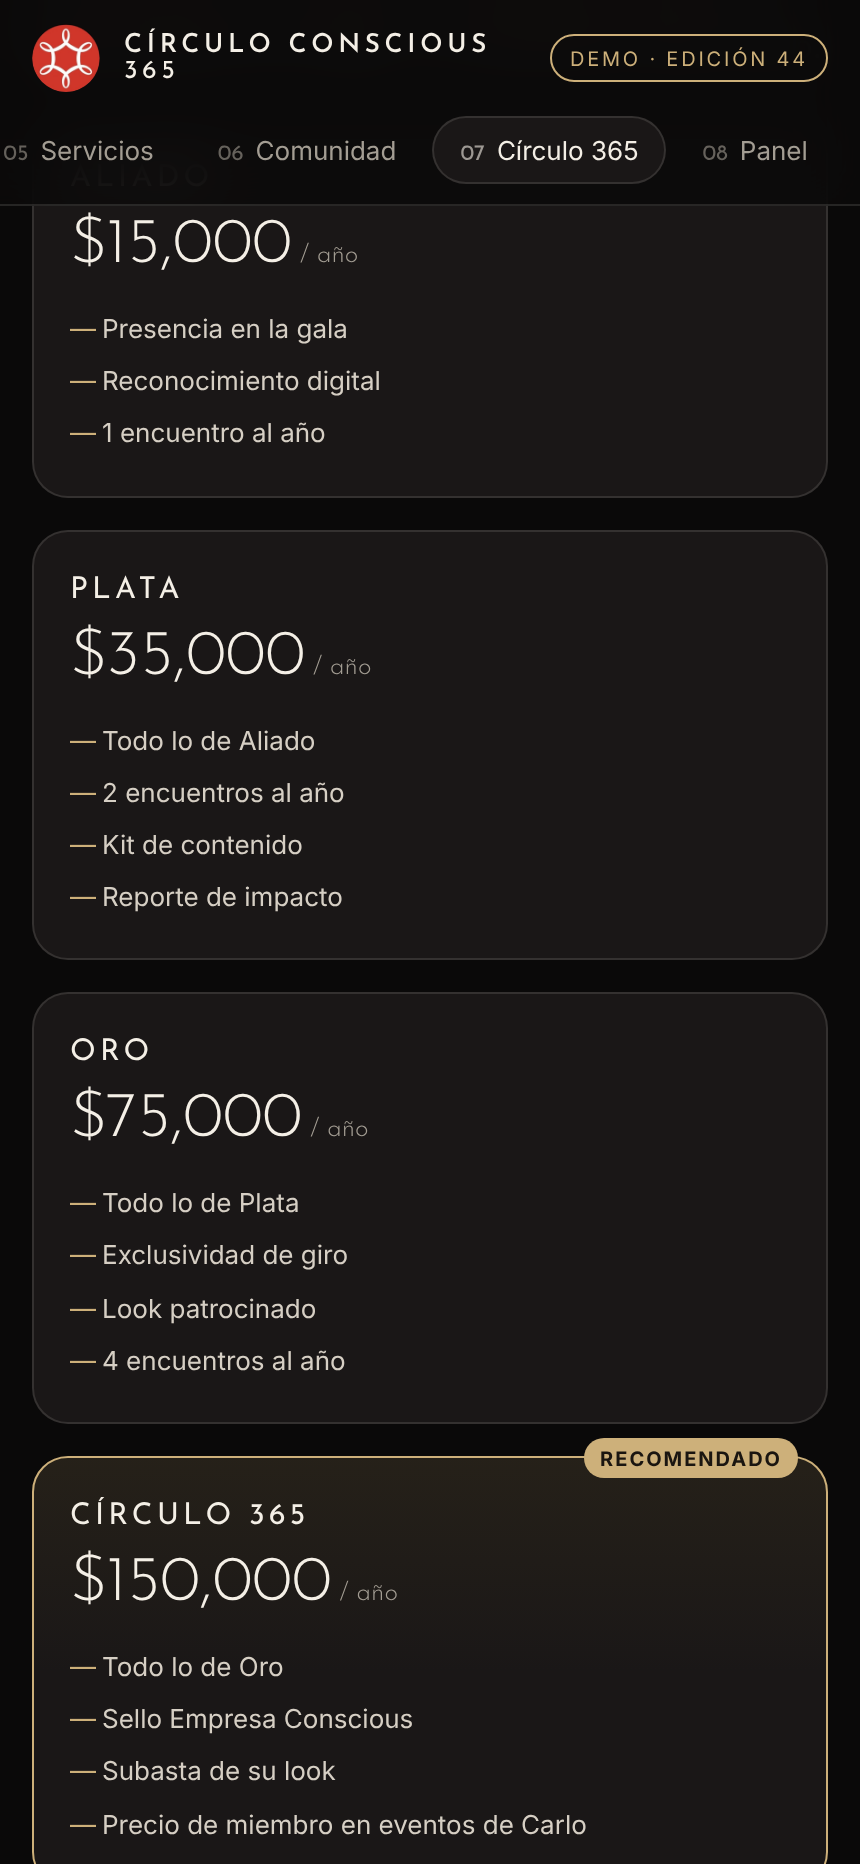 CÍRCULO CONSCIOUS
365
DEMO · EDICIÓN 44
05 Servicios
06 Comunidad
07 Círculo 365
08 Panel
ALIADO
$15,000 / año
— Presencia en la gala
— Reconocimiento digital
— 1 encuentro al año
PLATA
$35,000 / año
— Todo lo de Aliado
— 2 encuentros al año
— Kit de contenido
— Reporte de impacto
ORO
$75,000 / año
— Todo lo de Plata
— Exclusividad de giro
— Look patrocinado
— 4 encuentros al año
RECOMENDADO
CÍRCULO 365
$150,000 / año
— Todo lo de Oro
— Sello Empresa Conscious
— Subasta de su look
— Precio de miembro en eventos de Carlo